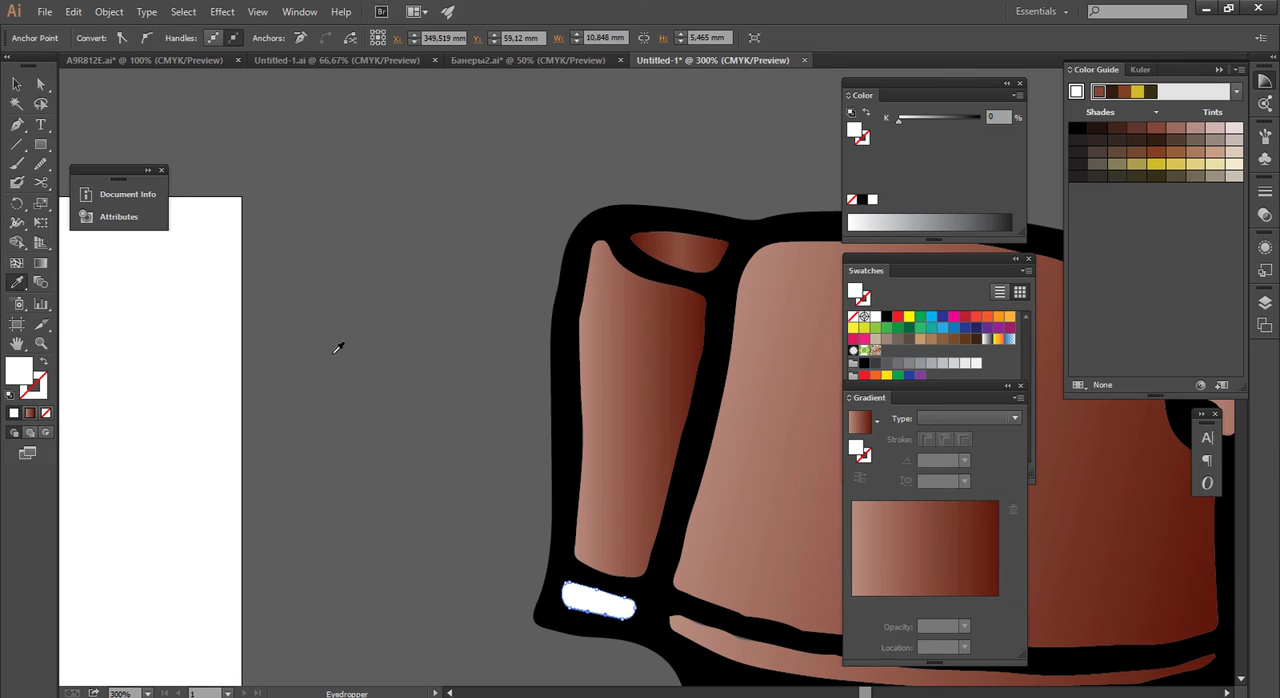 Ai File Edit Object Type Select Effect View Window Help Br Essentials
Anchor Point Convert: Handles: Anchors: X: 349,519 mm Y: 59,12 mm W: 10,848 mm H: 5,465 mm
A9R812E.ai* @ 100% (CMYK/Preview) Untitled-1.ai @ 66,67% (CMYK/Preview) Банеры2.ai* @ 50% (CMYK/Preview) Untitled-1* @ 300% (CMYK/Preview)
Color Guide Kuler
Color
Shades Tints
K 0 %
T
Document Info
Attributes
Swatches
None
Gradient
Type:
Stroke:
A
¶
O
Opacity:
Location:
300% 1 Eyedropper